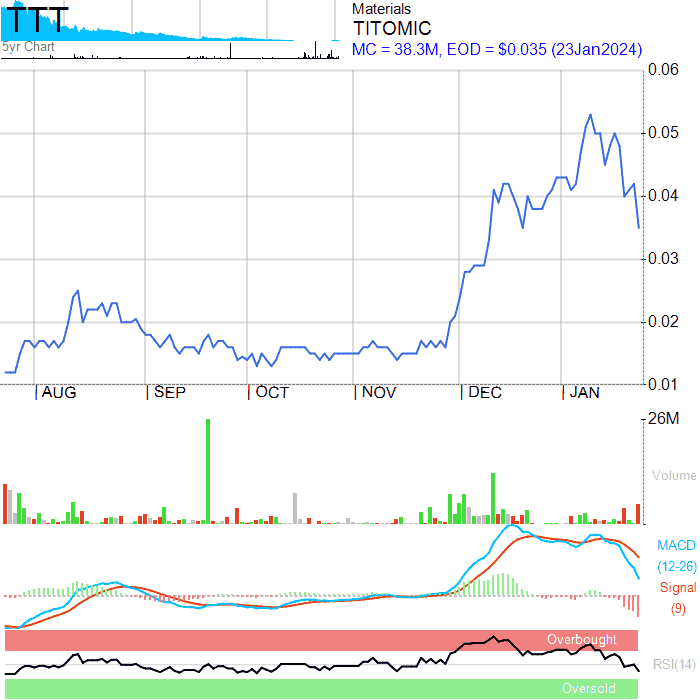 TTT
5yr Chart
Materials
TITOMIC
MC = 38.3M, EOD = $0.035 (23Jan2024)
0.06
0.05
0.04
0.03
0.02
0.01
AUG SEP OCT NOV DEC JAN
26M
Volume
MACD
(12-26)
Signal
(9)
Overbought
RSI(14)
Oversold